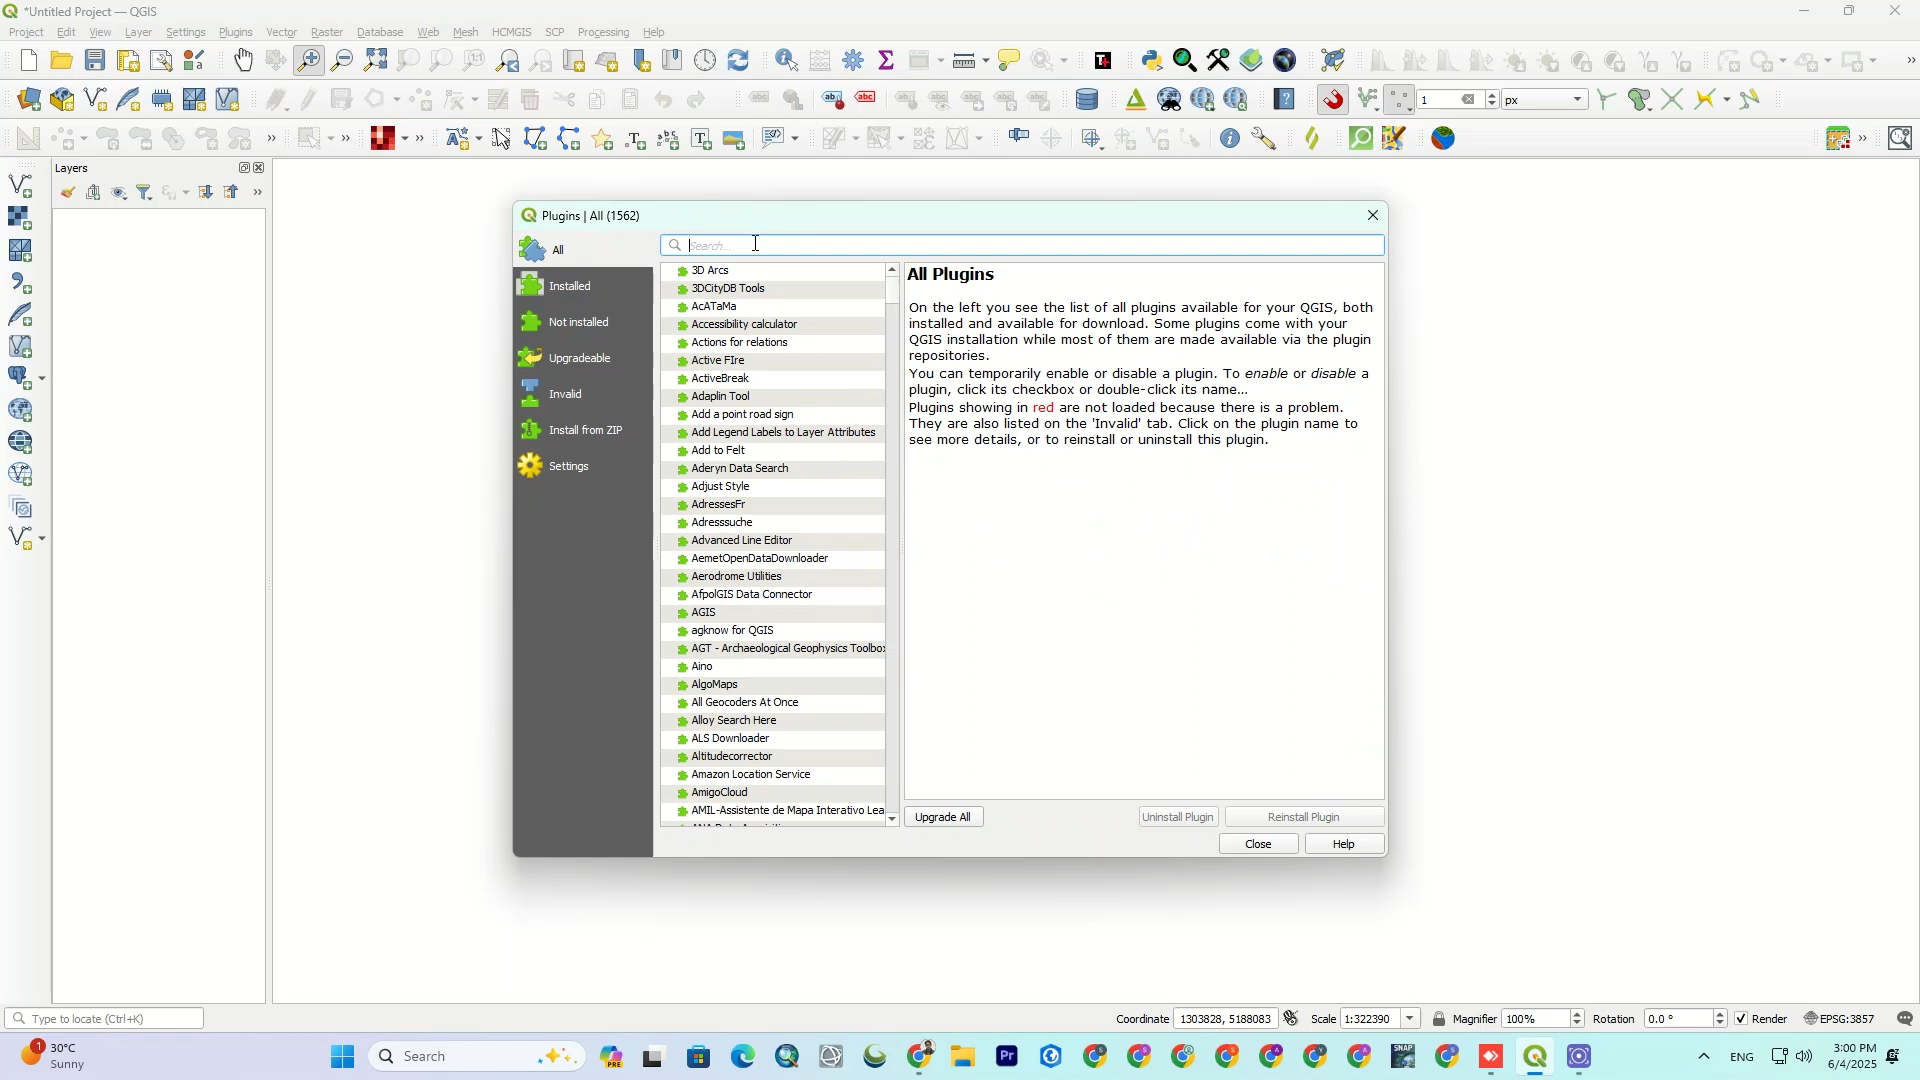 *Untitled Project — QGIS
Project Edit View Layer Settings Plugins Vector Raster Database Web Mesh HCMGIS SCP Processing Help
1 px
Layers
Plugins | All (1562)
Search...
All
Installed
Not installed
Upgradeable
Invalid
Install from ZIP
Settings
3D Arcs
3DCityDB Tools
AcATaMa
Accessibility calculator
Actions for relations
Active FIre
ActiveBreak
Adaplin Tool
Add a point road sign
Add Legend Labels to Layer Attributes
Add to Felt
Aderyn Data Search
Adjust Style
AdressesFr
Adresssuche
Advanced Line Editor
AemetOpenDataDownloader
Aerodrome Utilities
AfpolGIS Data Connector
AGIS
agknow for QGIS
AGT - Archaeological Geophysics Toolbox
Aino
AlgoMaps
All Geocoders At Once
Alloy Search Here
ALS Downloader
Altitudecorrector
Amazon Location Service
AmigoCloud
AMIL-Assistente de Mapa Interativo Lea
All Plugins
On the left you see the list of all plugins available for your QGIS, both
installed and available for download. Some plugins come with your
QGIS installation while most of them are made available via the plugin
repositories.
You can temporarily enable or disable a plugin. To enable or disable a
plugin, click its checkbox or double-click its name...
Plugins showing in red are not loaded because there is a problem.
They are also listed on the 'Invalid' tab. Click on the plugin name to
see more details, or to reinstall or uninstall this plugin.
Upgrade All Uninstall Plugin Reinstall Plugin
Close Help
Type to locate (Ctrl+K) Coordinate 1303828, 5188083 Scale 1:322390 Magnifier 100% Rotation 0.0 ° Render EPSG:3857
1 30°C
Sunny
Search
PRE
Pr
SNAP
ENG
3:00 PM
6/4/2025